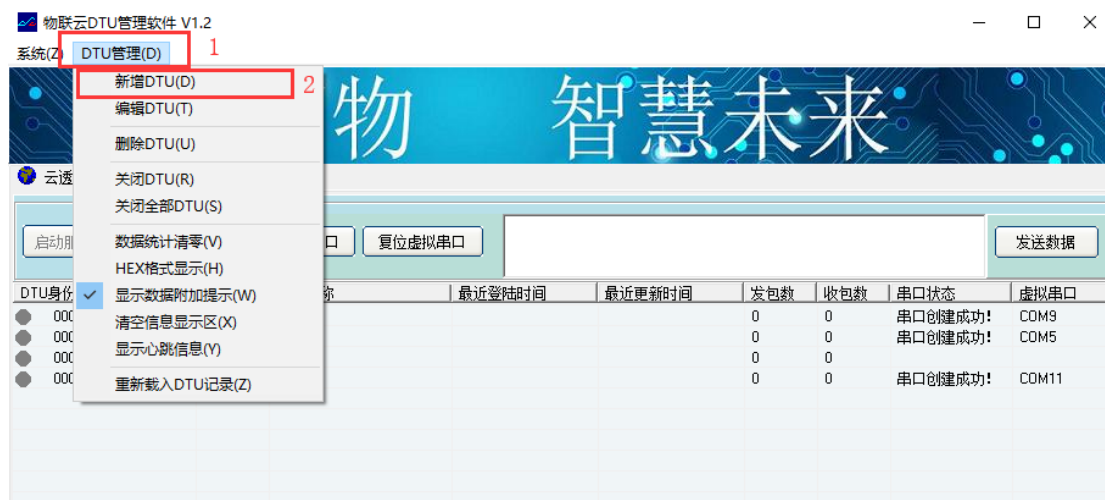 物联云DTU管理软件 V1.2
系统(Z) DTU管理(D) 1
新增DTU(D) 2
编辑DTU(T)
删除DTU(U)
关闭DTU(R)
关闭全部DTU(S)
数据统计清零(V)
HEX格式显示(H)
显示数据附加提示(W)
清空信息显示区(X)
显示心跳信息(Y)
重新载入DTU记录(Z)
物 智慧未来
云透
启动 口 复位虚拟串口 发送数据
DTU身份 称 最近登陆时间 最近更新时间 发包数 收包数 串口状态 虚拟串口
000 0 0 串口创建成功! COM9
000 0 0 串口创建成功! COM5
000 0 0
000 0 0 串口创建成功! COM11